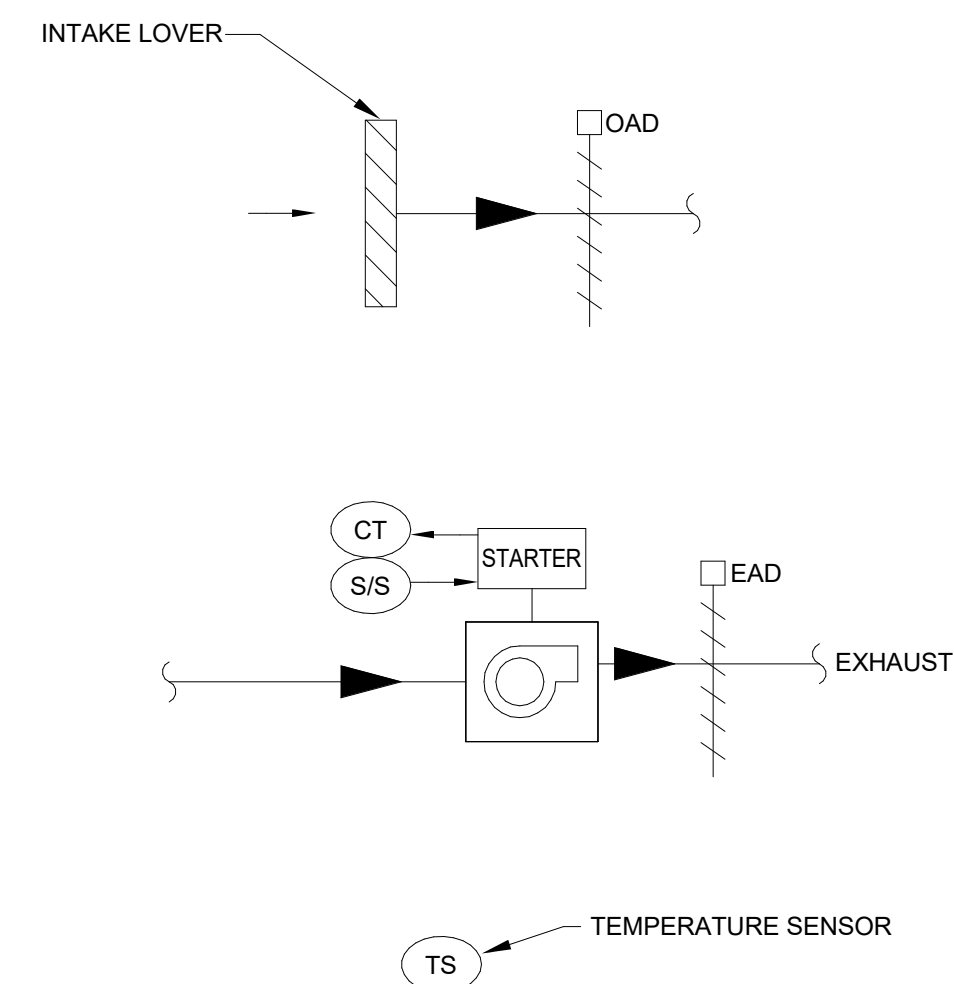 INTAKE LOVER
OAD
CT
STARTER
S/S
EAD
EXHAUST
TEMPERATURE SENSOR
TS